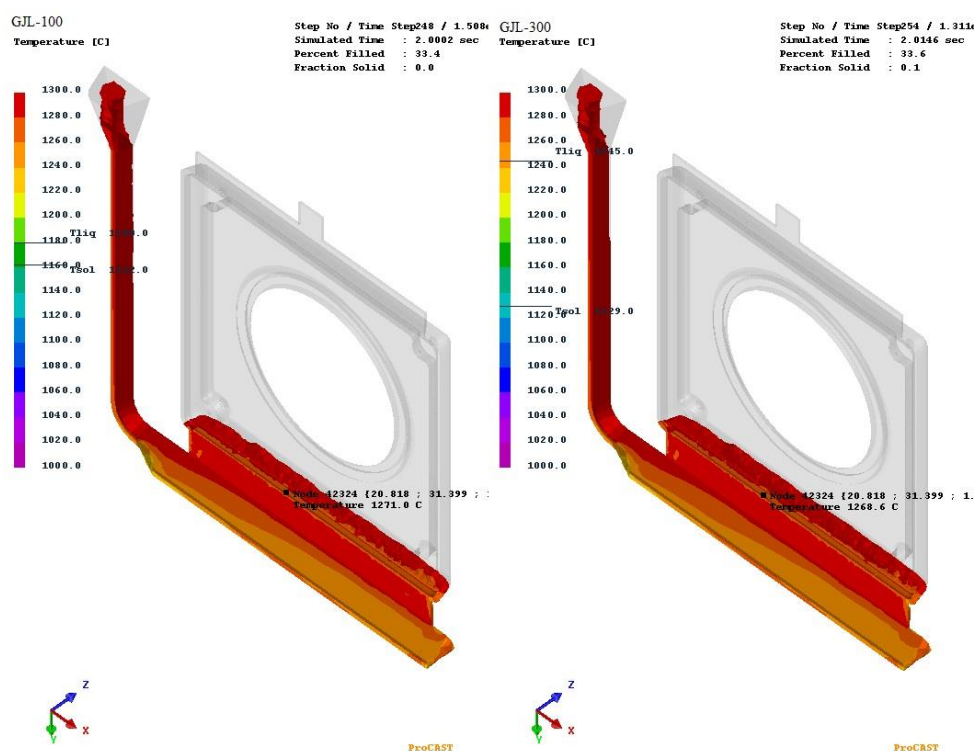 GJL-100
Temperature [C]
Step No / Time Step248 / 1.508e
Simulated Time : 2.0002 sec
Percent Filled : 33.4
Fraction Solid : 0.0
1300.0
1280.0
1260.0
1240.0
1220.0
1200.0
1180.0
Tliq
1160.0
Tsol
1140.0
1120.0
1100.0
1080.0
1060.0
1040.0
1020.0
1000.0
Node 42324 {20.818 ; 31.399 ;
Temperature 1271.0 C
Z
X
Y
ProCAST
GJL-300
Temperature [C]
Step No / Time Step254 / 1.311e
Simulated Time : 2.0146 sec
Percent Filled : 33.6
Fraction Solid : 0.1
1300.0
1280.0
1260.0
Tliq
1240.0
1220.0
1200.0
1180.0
1160.0
1140.0
1120.0
Tsol
1100.0
1080.0
1060.0
1040.0
1020.0
1000.0
Node 42324 {20.818 ; 31.399 ; 1.
Temperature 1268.6 C
Z
X
Y
ProCAST